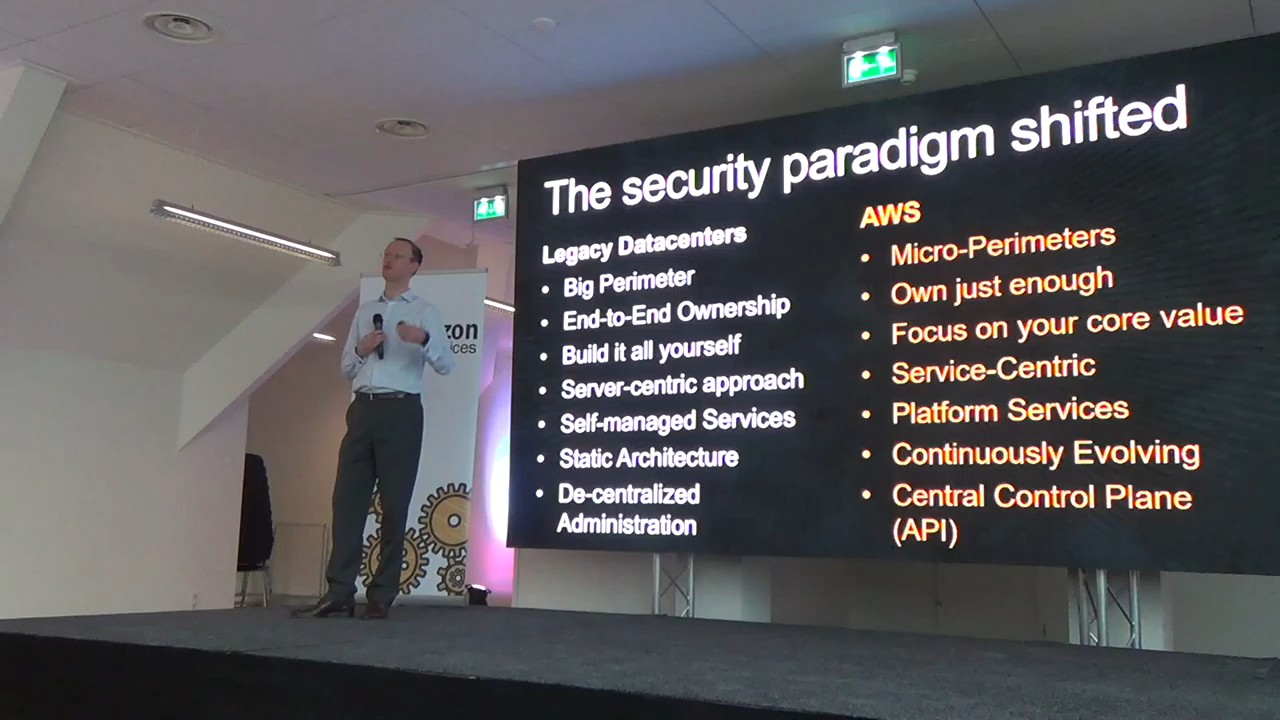 The security paradigm shifted
Legacy Datacenters
• Big Perimeter
• End-to-End Ownership
• Build it all yourself
• Server-centric approach
• Self-managed Services
• Static Architecture
• De-centralized
Administration
AWS
• Micro-Perimeters
• Own just enough
• Focus on your core value
• Service-Centric
• Platform Services
• Continuously Evolving
• Central Control Plane
(API)
zon
ices